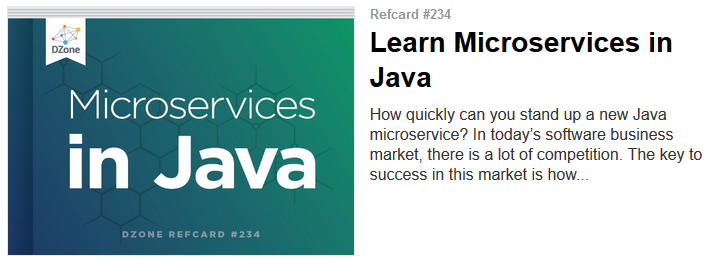 DZone
Microservices
in Java
DZONE REFCARD #234
Refcard #234
Learn Microservices in
Java
How quickly can you stand up a new Java
microservice? In today’s software business
market, there is a lot of competition. The key to
success in this market is how...